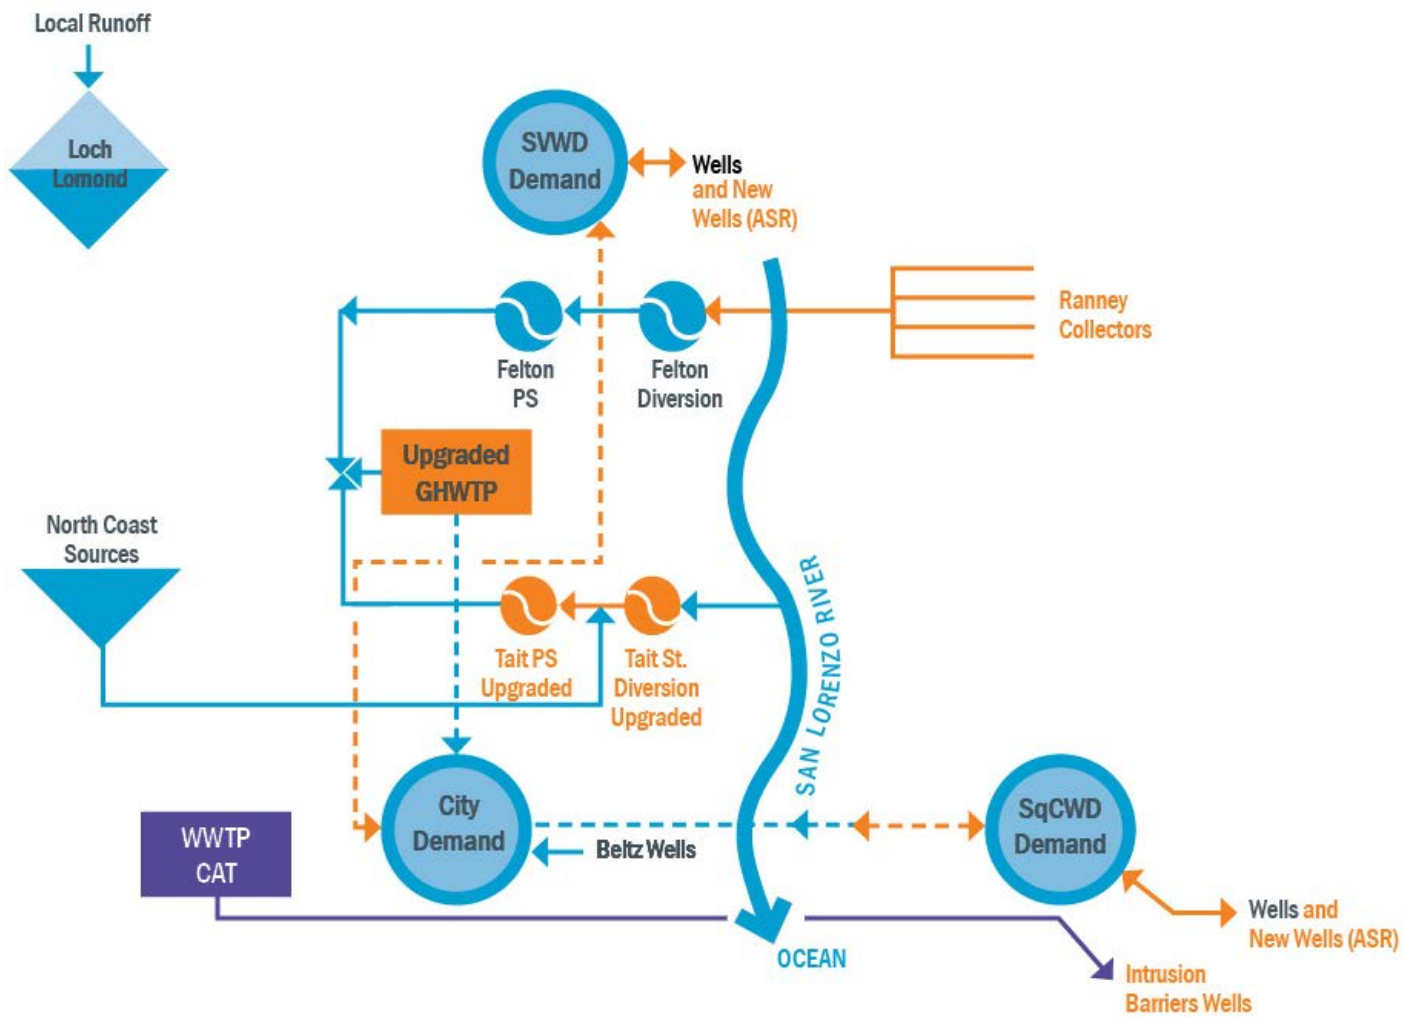 Local Runoff
Loch
Lomond
SVWD
Demand
Wells
and New
Wells (ASR)
Ranney
Collectors
Felton
PS
Felton
Diversion
Upgraded
GHWTP
North Coast
Sources
Tait PS
Upgraded
Tait St.
Diversion
Upgraded
SAN LORENZO RIVER
City
Demand
Beltz Wells
SqCWD
Demand
WWTP
CAT
Wells and
New Wells (ASR)
OCEAN
Intrusion
Barriers Wells